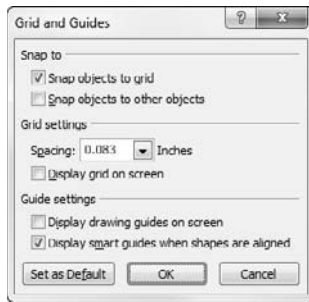 Grid and Guides
Snap to
Snap objects to grid
Snap objects to other objects
Grid settings
Spacing: 0.083 Inches
Display grid on screen
Guide settings
Display drawing guides on screen
Display smart guides when shapes are aligned
Set as Default OK Cancel